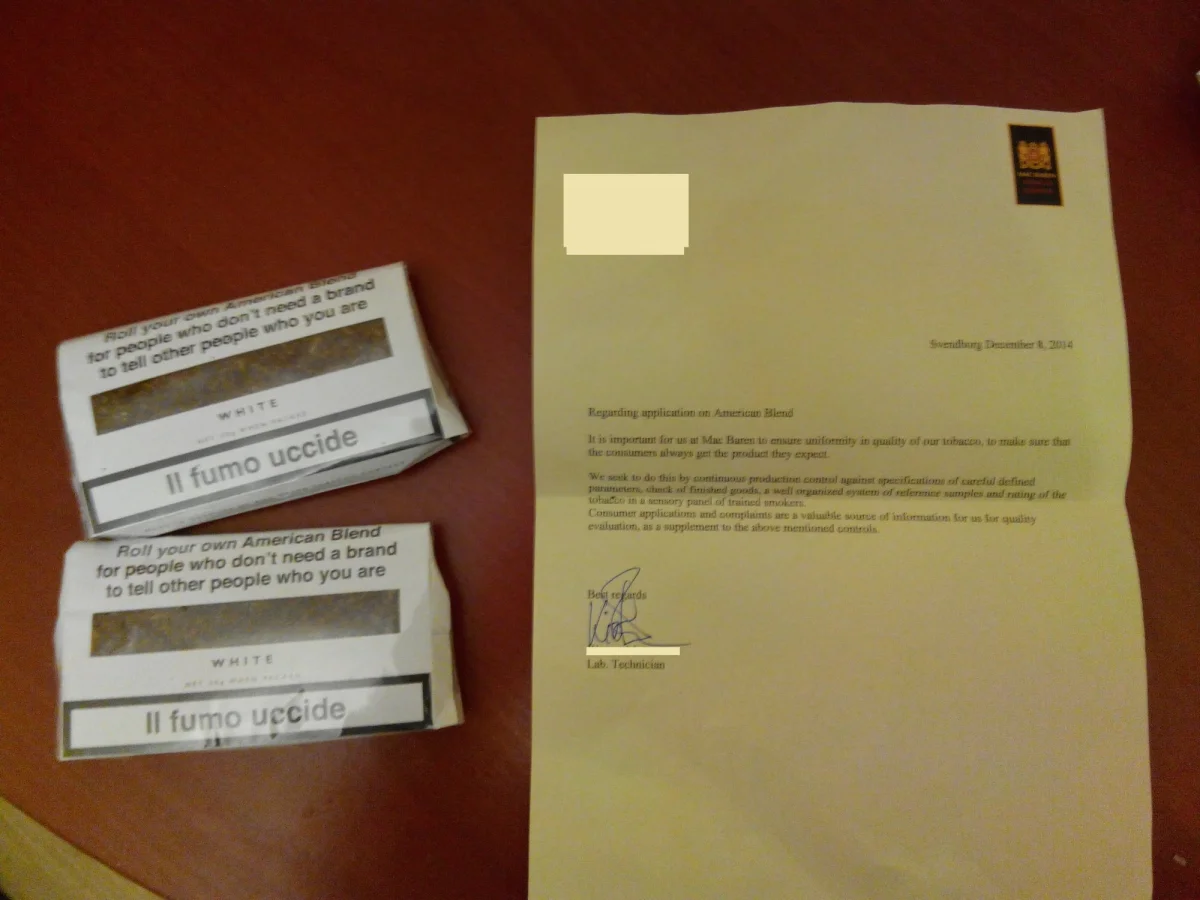 Roll your own American Blend
for people who don't need a brand
to tell other people who you are
WHITE
Il fumo uccide
Roll your own American Blend
for people who don't need a brand
to tell other people who you are
WHITE
Il fumo uccide
MAC BAREN
Svendborg December 8, 2014
Regarding application on American Blend
It is important for us at Mac Baren to ensure uniformity in quality of our tobacco, to make sure that
the consumers always get the product they expect.
We seek to do this by continuous production control against specifications of careful defined
parameters, check of finished goods, a well organized system of reference samples and rating of the
tobacco in a sensory panel of trained smokers.
Consumer applications and complaints are a valuable source of information for us for quality
evaluation, as a supplement to the above mentioned controls.
Best regards
Lab. Technician